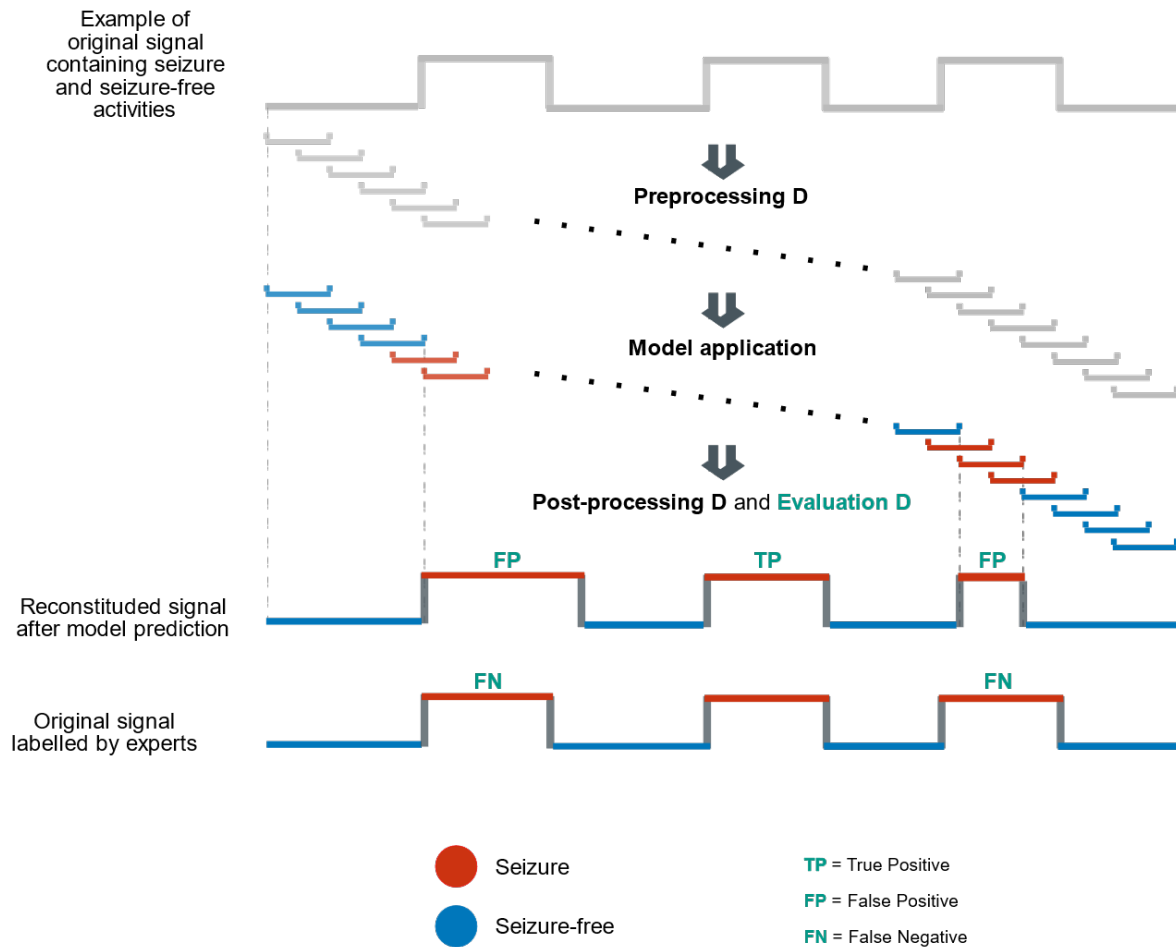 Example of
original signal
containing seizure
and seizure-free
activities
Preprocessing D
Model application
Post-processing D and Evaluation D
FP
TP
FP
Reconstituded signal
after model prediction
FN
FN
Original signal
labelled by experts
Seizure
Seizure-free
TP = True Positive
FP = False Positive
FN = False Negative